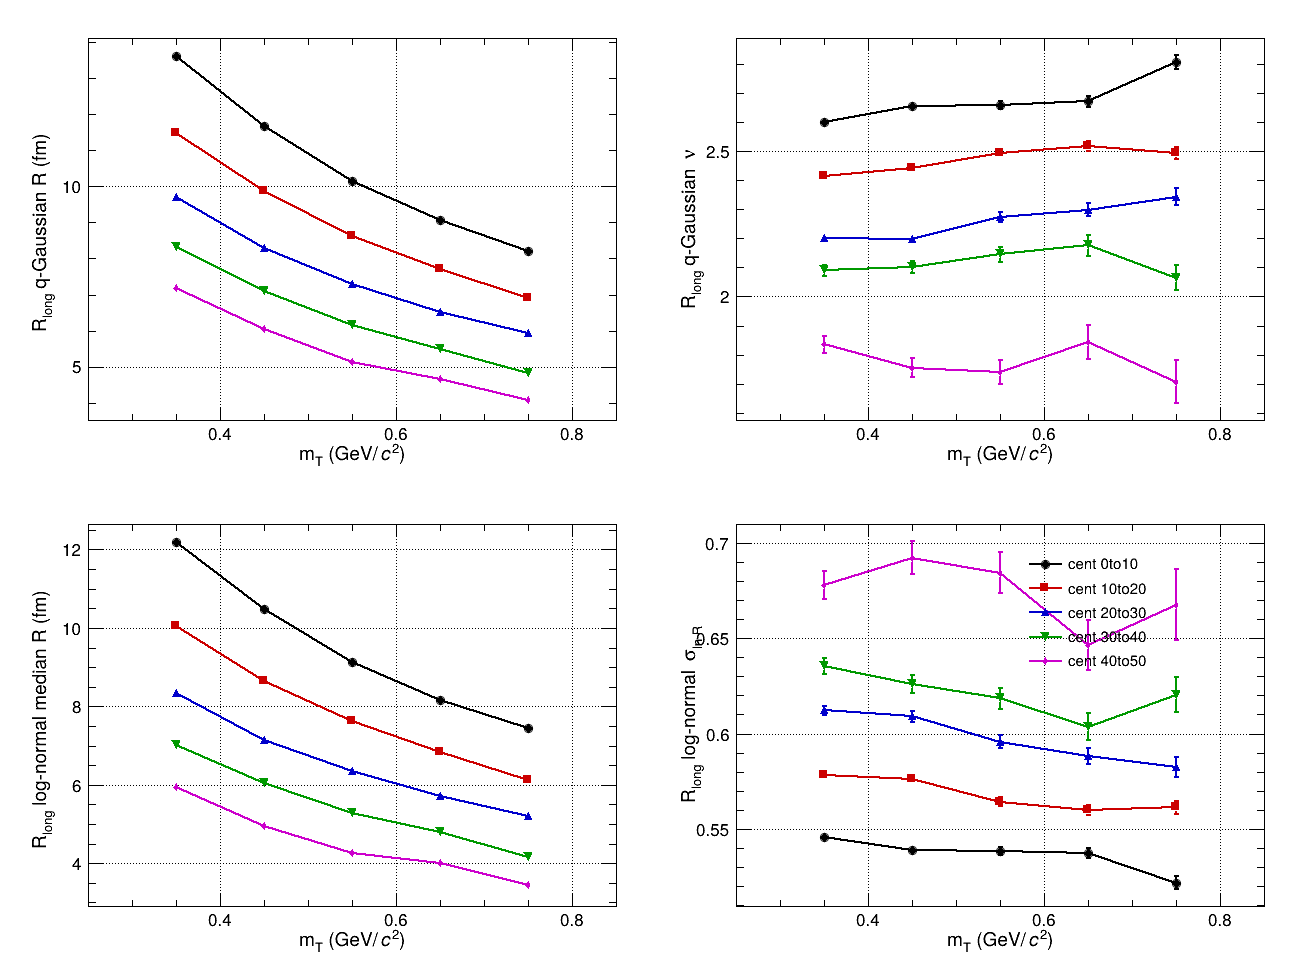 R_long q-Gaussian R (fm)
10
5
0.4 0.6 0.8
m_T (GeV/c²)
R_long q-Gaussian ν
2.5
2
0.4 0.6 0.8
m_T (GeV/c²)
R_long log-normal median R (fm)
12
10
8
6
4
0.4 0.6 0.8
m_T (GeV/c²)
R_long log-normal σ_ln R
0.7
0.65
0.6
0.55
cent 0to10
cent 10to20
cent 20to30
cent 30to40
cent 40to50
0.4 0.6 0.8
m_T (GeV/c²)